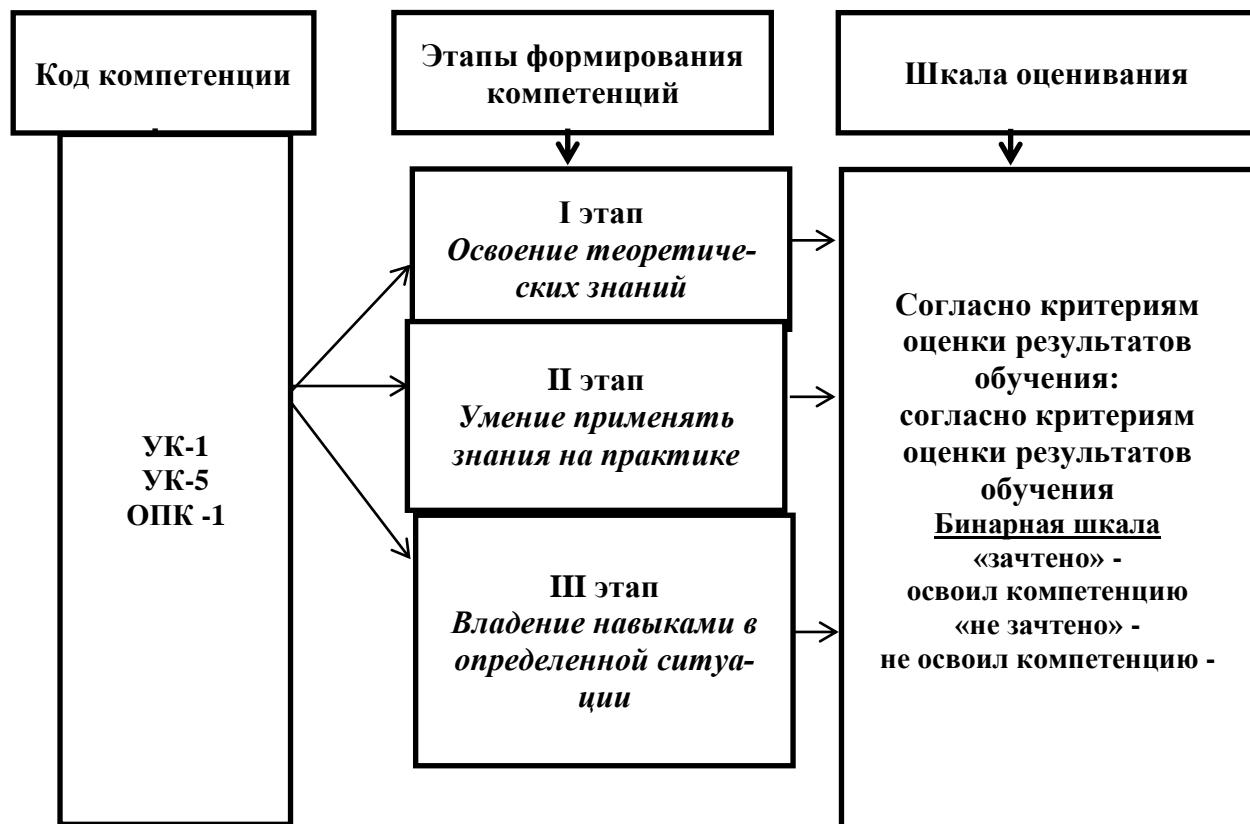 Код компетенции
Этапы формирования
компетенций
Шкала оценивания
УК-1
УК-5
ОПК -1
I этап
Освоение теоретиче-
ских знаний
II этап
Умение применять
знания на практике
III этап
Владение навыками в
определенной ситуа-
ции
Согласно критериям
оценки результатов
обучения:
согласно критериям
оценки результатов
обучения
Бинарная шкала
«зачтено» -
освоил компетенцию
«не зачтено» -
не освоил компетенцию -